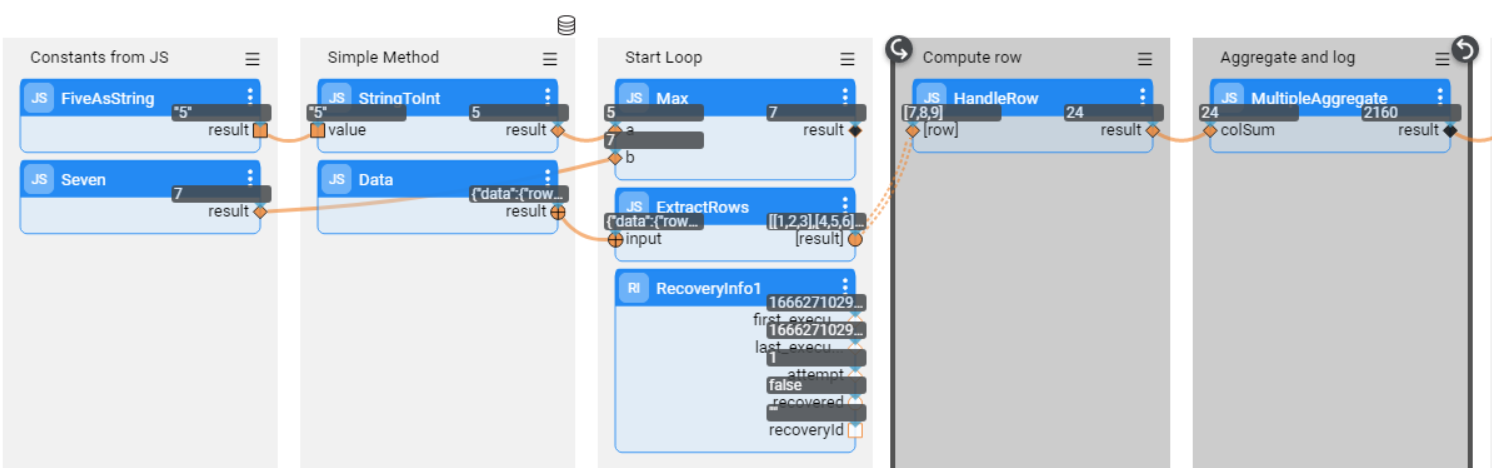 Constants from JS
JS FiveAsString
"5"
result
JS Seven
7
result
Simple Method
JS StringToInt
"5" 5
value result
JS Data
{"data":{"row...
result
Start Loop
JS Max
5 7
a result
7
b
JS ExtractRows
{"data":{"row... [[1,2,3],[4,5,6]...
input [result]
RI RecoveryInfo1
1666271029...
first_execu...
1666271029...
last_execu...
1
attempt
false
recovered
""
recoveryId
Compute row
JS HandleRow
[7,8,9] 24
[row] result
Aggregate and log
JS MultipleAggregate
24 2160
colSum result